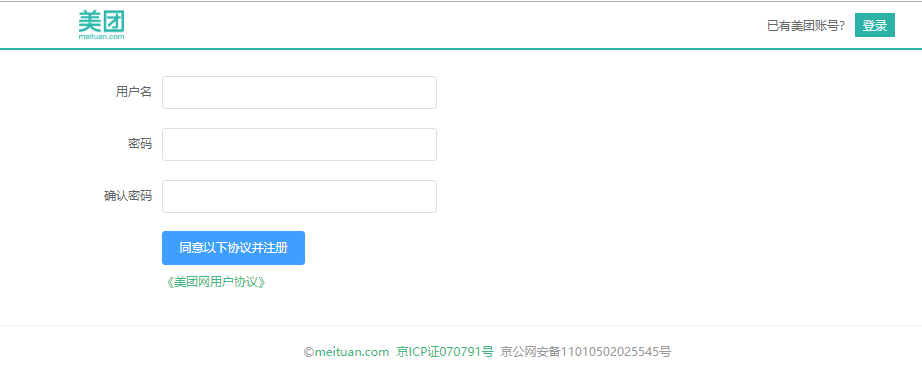 美团
meituan.com
已有美团账号？ 登录
用户名
密码
确认密码
同意以下协议并注册
《美团网用户协议》
©meituan.com 京ICP证070791号 京公网安备11010502025545号